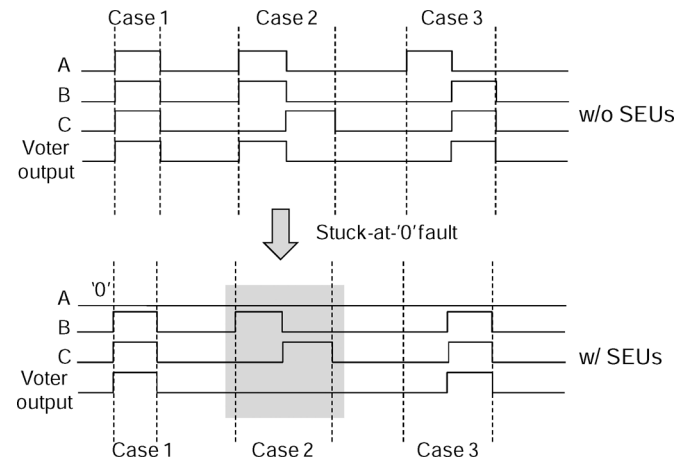 Case 1 Case 2 Case 3
A
B
C
Voter
output
w/o SEUs
Stuck-at-'0' fault
A '0'
B
C
Voter
output
w/ SEUs
Case 1 Case 2 Case 3